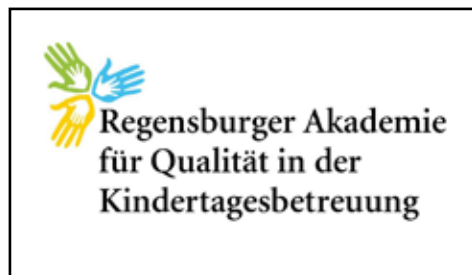 Regensburger Akademie
für Qualität in der
Kindertagesbetreuung